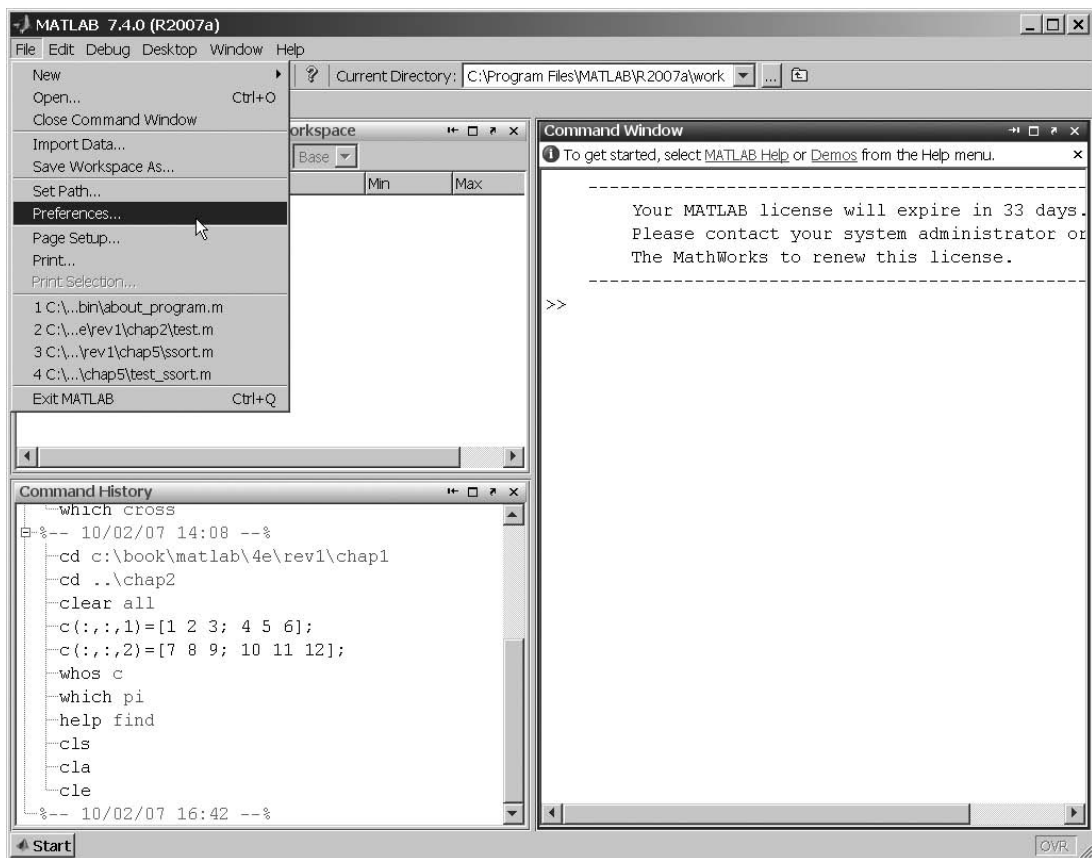 MATLAB 7.4.0 (R2007a)
File Edit Debug Desktop Window Help
New
Open... Ctrl+O
Close Command Window
Import Data...
Save Workspace As...
Set Path...
Preferences...
Page Setup...
Print...
Print Selection...
1 C:\...bin\about_program.m
2 C:\...e\rev1\chap2\test.m
3 C:\...\rev1\chap5\ssort.m
4 C:\...\chap5\test_ssort.m
Exit MATLAB Ctrl+Q
? Current Directory: C:\Program Files\MATLAB\R2007a\work ...
orkspace
Base
Min Max
Command History
which cross
%-- 10/02/07 14:08 --%
cd c:\book\matlab\4e\rev1\chap1
cd ..\chap2
clear all
c(:,:,1)=[1 2 3; 4 5 6];
c(:,:,2)=[7 8 9; 10 11 12];
whos c
which pi
help find
cls
cla
cle
%-- 10/02/07 16:42 --%
Command Window
To get started, select MATLAB Help or Demos from the Help menu.
Your MATLAB license will expire in 33 days.
Please contact your system administrator or
The MathWorks to renew this license.
>>
Start
OVR